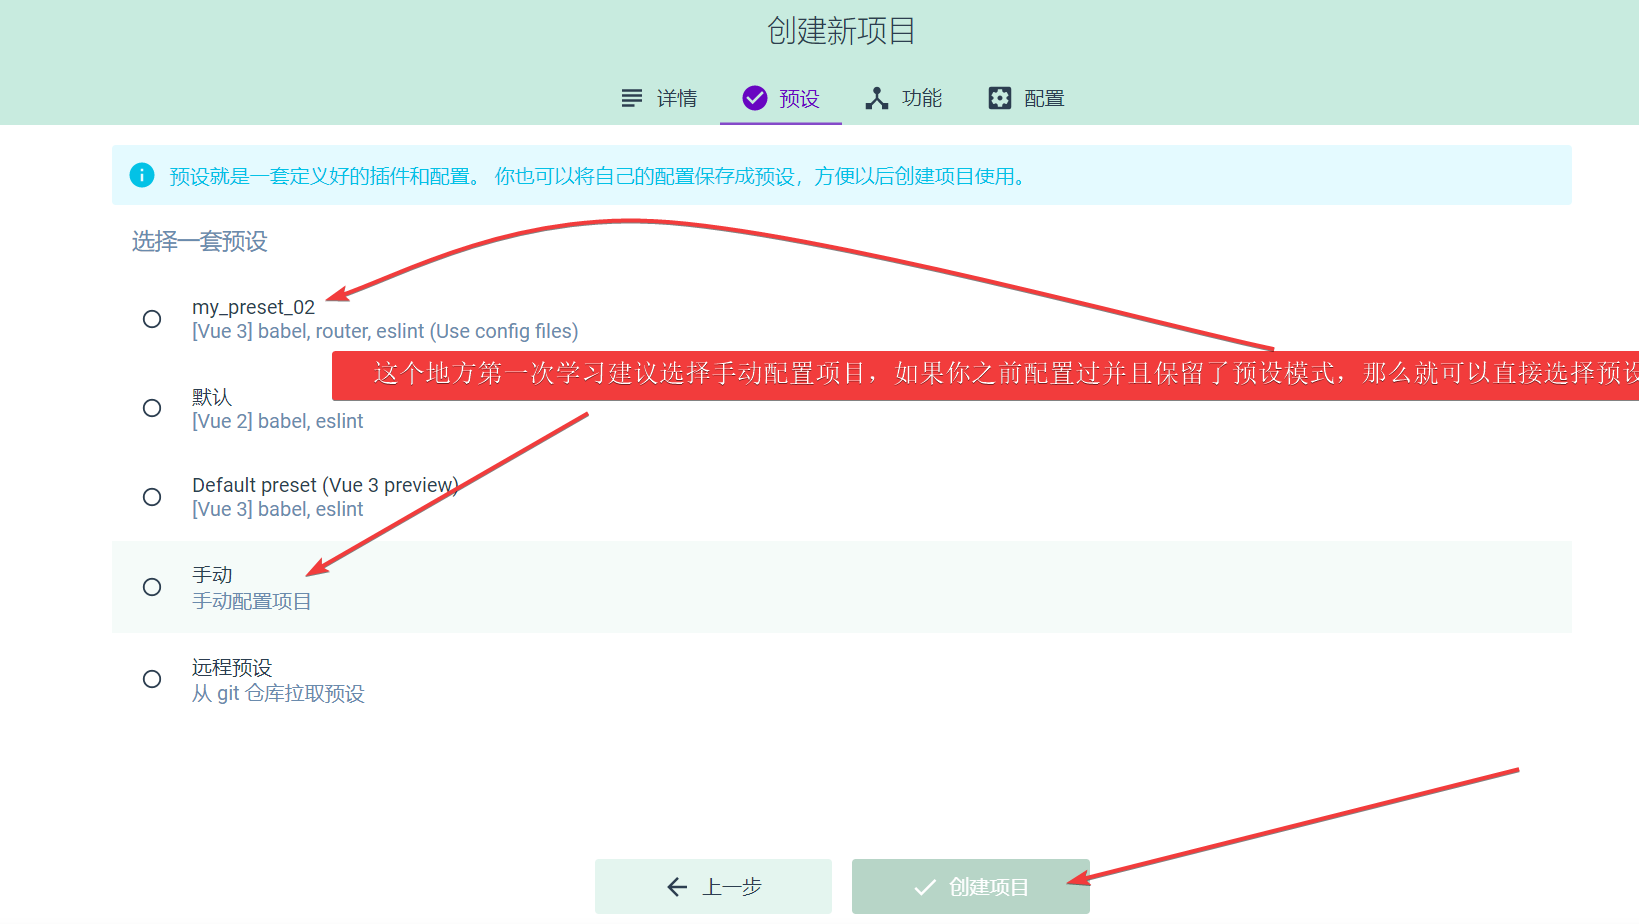 创建新项目
详情 预设 功能 配置
预设就是一套定义好的插件和配置。 你也可以将自己的配置保存成预设，方便以后创建项目使用。
选择一套预设
my_preset_02
[Vue 3] babel, router, eslint (Use config files)
这个地方第一次学习建议选择手动配置项目，如果你之前配置过并且保留了预设模式，那么就可以直接选择预设
默认
[Vue 2] babel, eslint
Default preset (Vue 3 preview)
[Vue 3] babel, eslint
手动
手动配置项目
远程预设
从 git 仓库拉取预设
上一步 创建项目